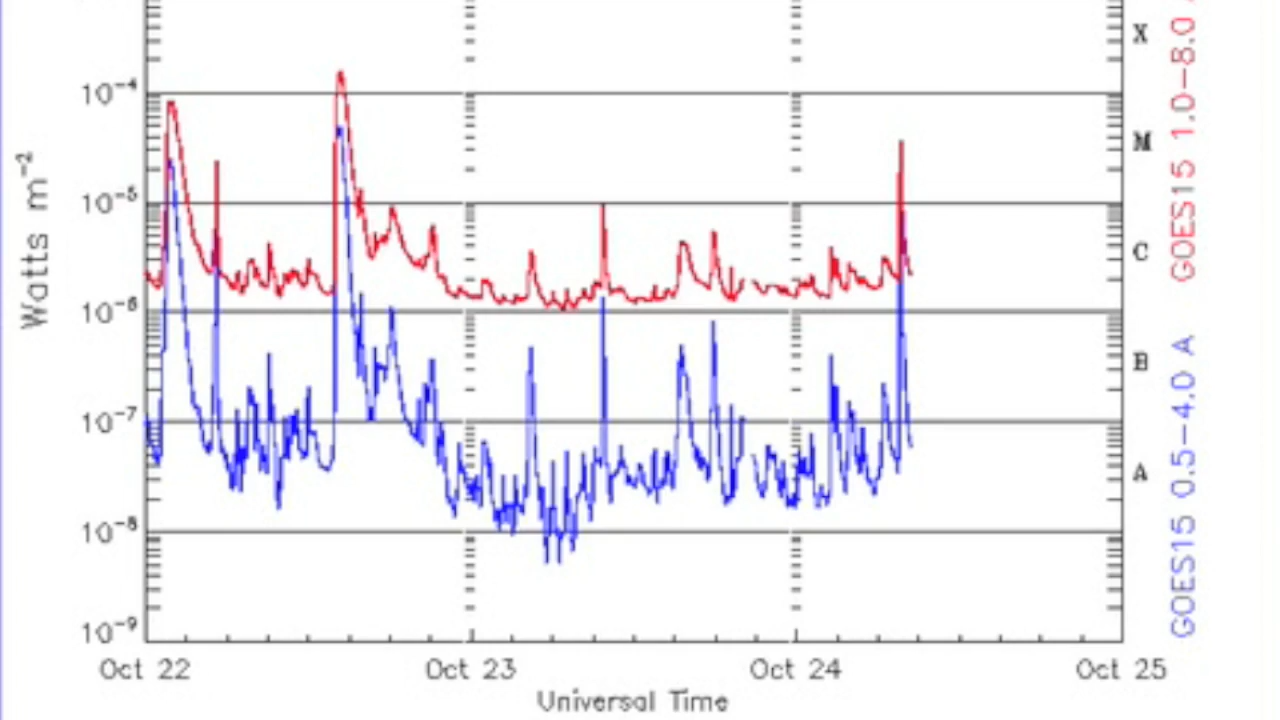 X
10⁻⁴
M
10⁻⁵
C
10⁻⁶
B
10⁻⁷
A
10⁻⁸
10⁻⁹
Watts m⁻²
Oct 22 Oct 23 Oct 24 Oct 25
Universal Time
GOES15 1.0–8.0
GOES15 0.5–4.0 A